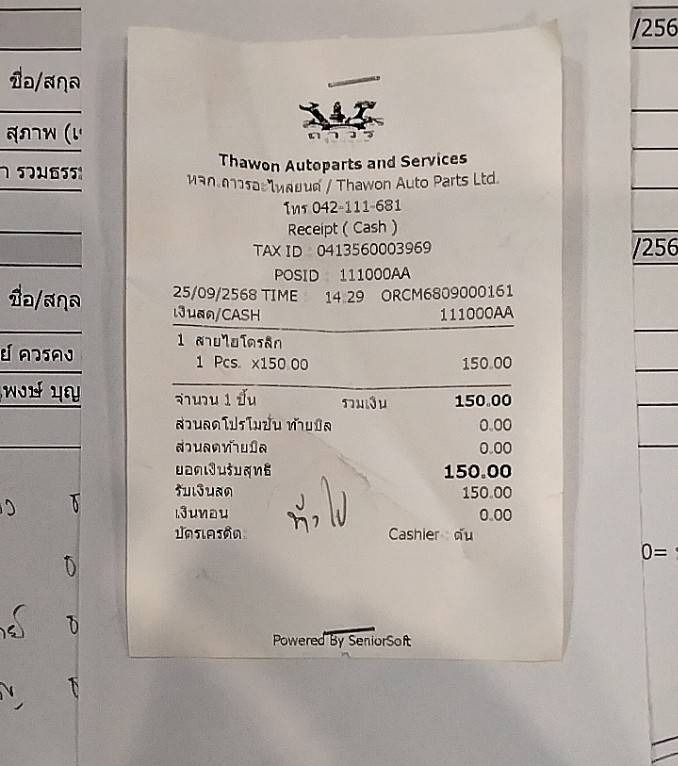 /256
ชื่อ/สกุล
สุภาพ
รวมธรร
ถ า ว ร
Thawon Autoparts and Services
หจก.ถาวรอะไหล่ยนต์ / Thawon Auto Parts Ltd.
โทร 042-111-681
Receipt ( Cash )
TAX ID : 0413560003969
POSID : 111000AA
/256
25/09/2568 TIME : 14:29 ORCM6809000161
ชื่อ/สกุล
เงินสด/CASH 111000AA
1 สายไฮโดรลิก
1 Pcs. x150.00 150.00
ย์ ควรคง
พงษ์ บุญ
จำนวน 1 ชิ้น รวมเงิน 150.00
ส่วนลดโปรโมชั่น ท้ายบิล 0.00
ส่วนลดท้ายบิล 0.00
ยอดเงินรับสุทธิ 150.00
รับเงินสด 150.00
เงินทอน 0.00
ทั่วไป
บัตรเครดิต: Cashier : ต้น
0=
Powered By SeniorSoft